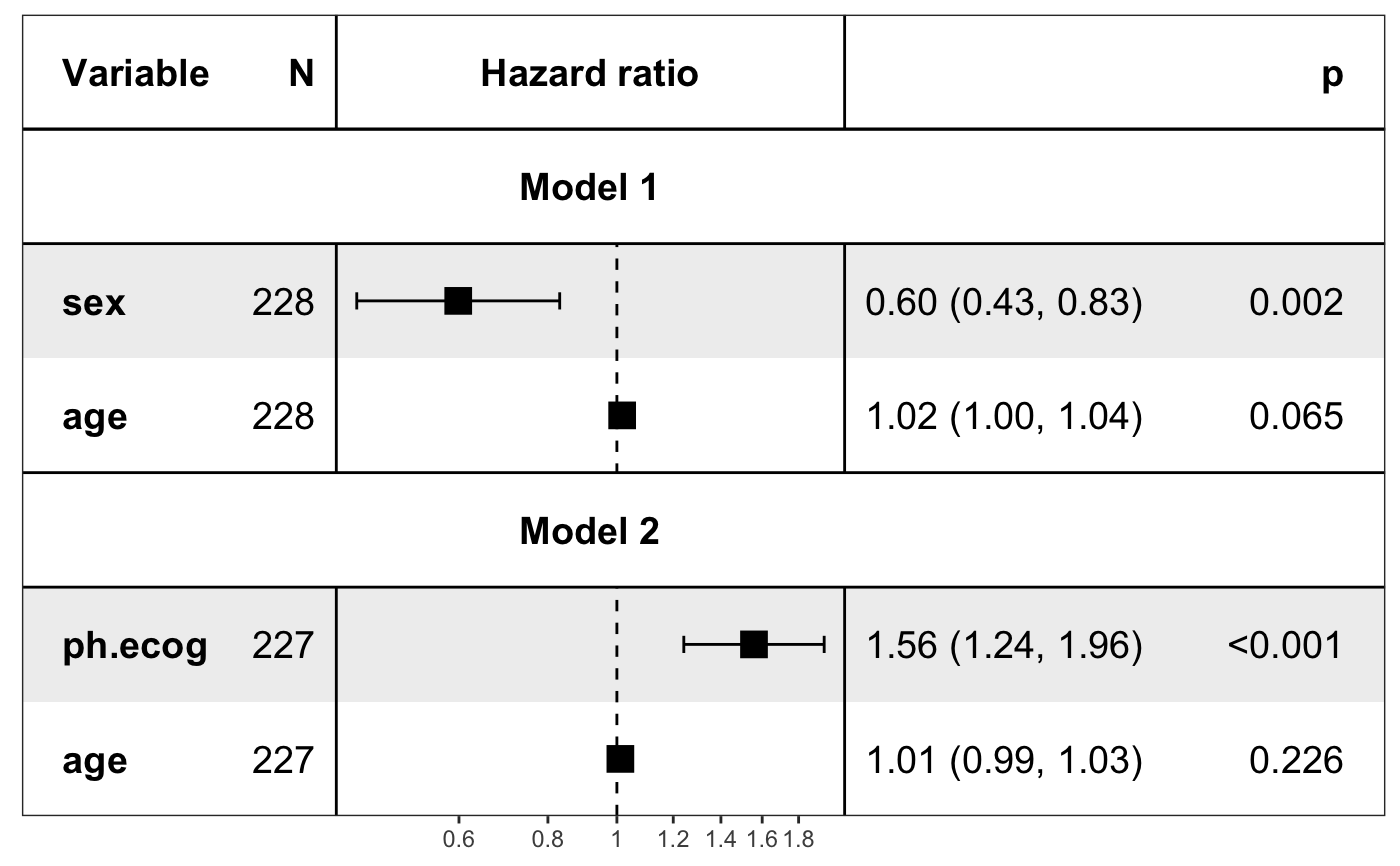 Variable N Hazard ratio p
Model 1
sex 228 0.60 (0.43, 0.83) 0.002
age 228 1.02 (1.00, 1.04) 0.065
Model 2
ph.ecog 227 1.56 (1.24, 1.96) <0.001
age 227 1.01 (0.99, 1.03) 0.226
0.6 0.8 1 1.2 1.4 1.6 1.8